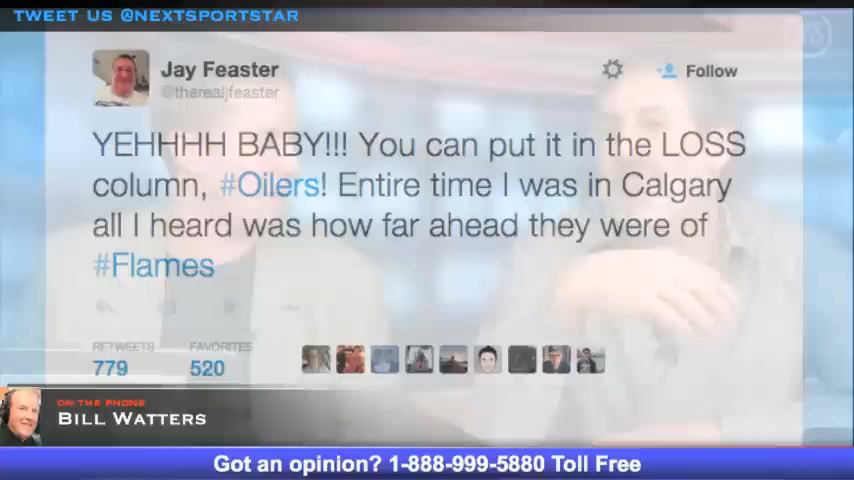 TWEET US @NEXTSPORTSTAR
Jay Feaster
@therealjfeaster
Follow
YEHHHH BABY!!! You can put it in the LOSS
column, #Oilers! Entire time I was in Calgary
all I heard was how far ahead they were of
#Flames
RETWEETS
FAVORITES
779
520
ON THE PHONE
BILL WATTERS
Got an opinion? 1-888-999-5880 Toll Free